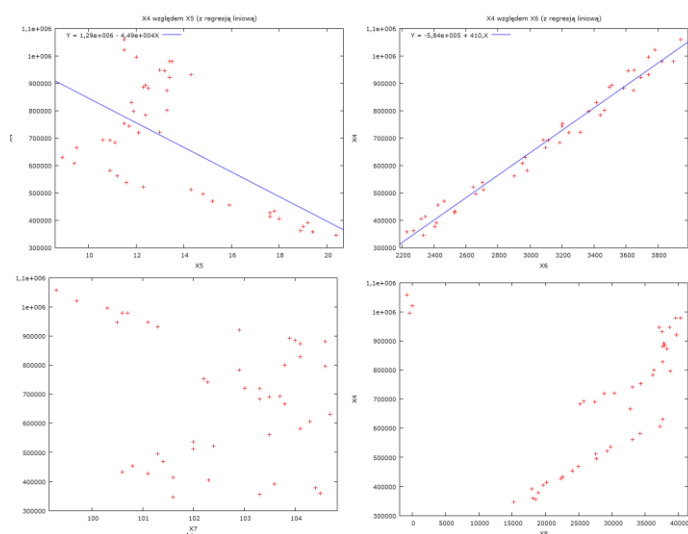 X4 względem X5 (z regresją liniową)
Y = 1,29e+006 - 4,49e+004X
1,1e+006
1e+006
900000
800000
700000
600000
500000
400000
300000
10 12 14 16 18 20
X5
X4 względem X6 (z regresją liniową)
Y = -5,84e+005 + 410,X
1,1e+006
1e+006
900000
800000
700000
600000
500000
400000
300000
X4
2200 2400 2600 2800 3000 3200 3400 3600 3800
X6
1,1e+006
1e+006
900000
800000
700000
600000
500000
400000
300000
100 101 102 103 104
X7
1,1e+006
1e+006
900000
800000
700000
600000
500000
400000
300000
X4
0 5000 10000 15000 20000 25000 30000 35000 40000